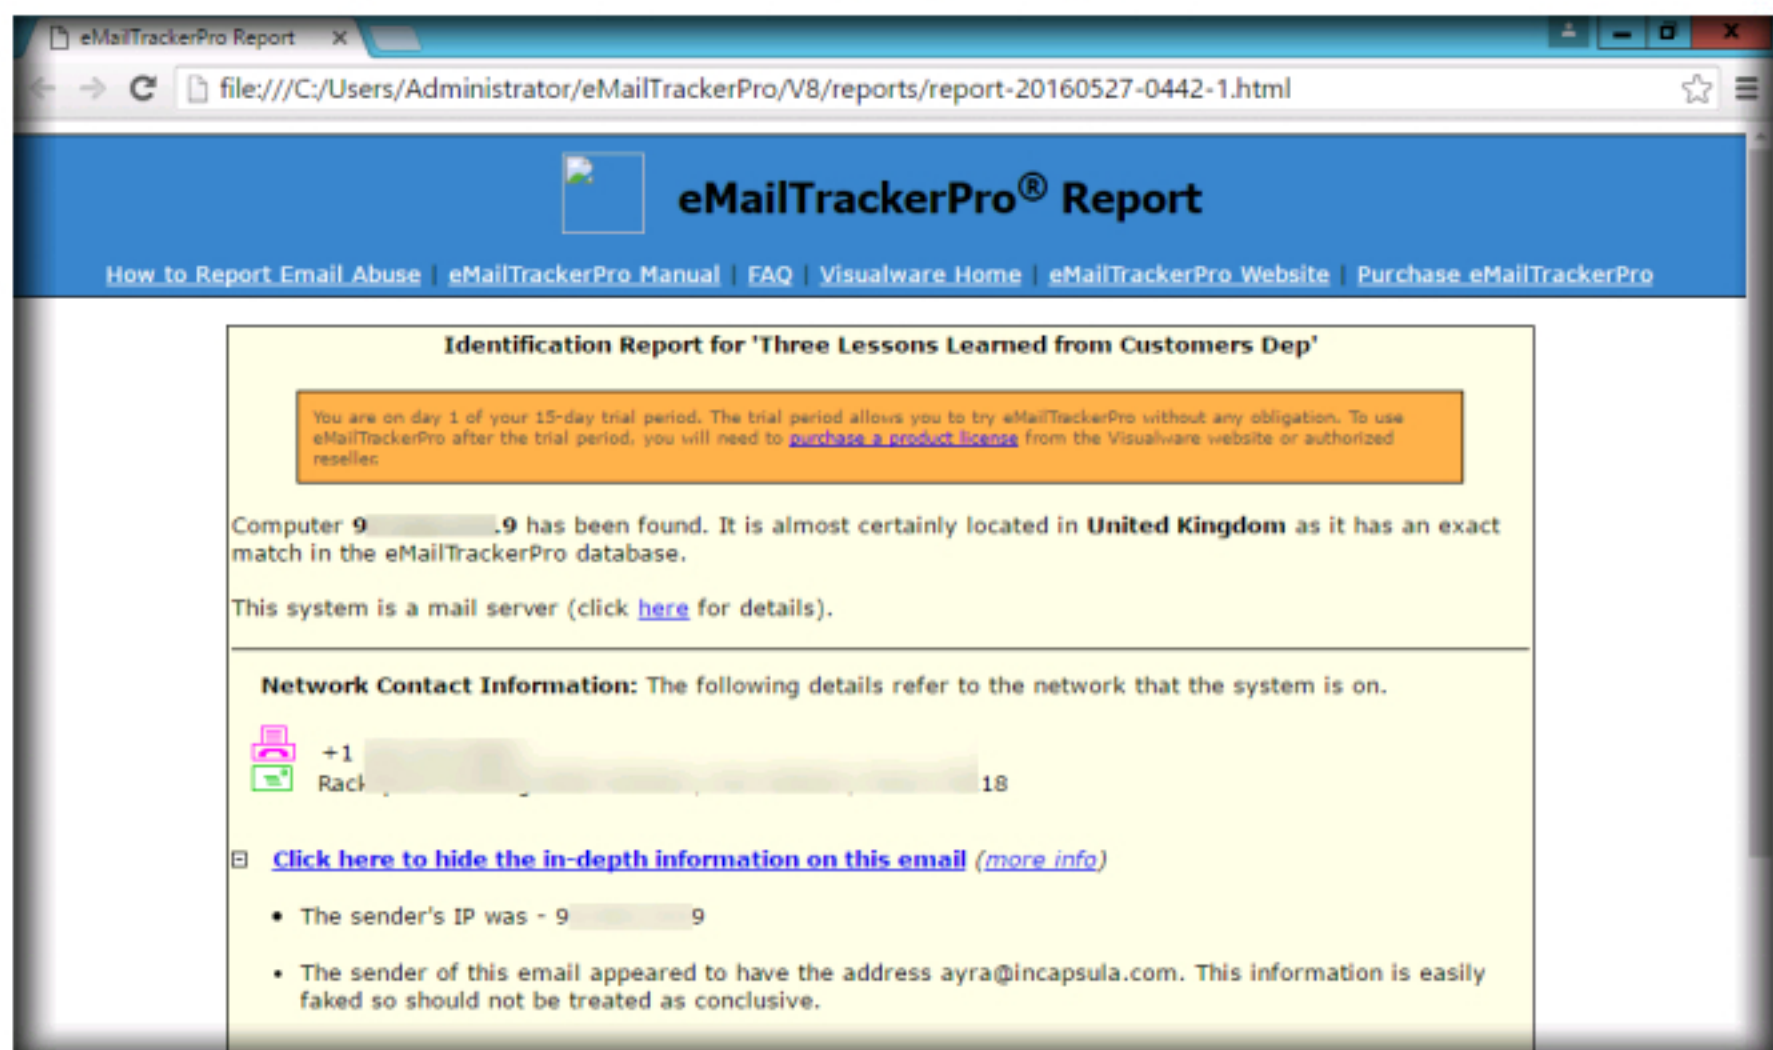 eMailTrackerPro Report
file:///C:/Users/Administrator/eMailTrackerPro/V8/reports/report-20160527-0442-1.html
eMailTrackerPro® Report
How to Report Email Abuse | eMailTrackerPro Manual | FAQ | Visualware Home | eMailTrackerPro Website | Purchase eMailTrackerPro
Identification Report for 'Three Lessons Learned from Customers Dep'
You are on day 1 of your 15-day trial period. The trial period allows you to try eMailTrackerPro without any obligation. To use
eMailTrackerPro after the trial period, you will need to purchase a product license from the Visualware website or authorized
reseller.
Computer 9 .9 has been found. It is almost certainly located in United Kingdom as it has an exact
match in the eMailTrackerPro database.
This system is a mail server (click here for details).
Network Contact Information: The following details refer to the network that the system is on.
+1
Rack 18
Click here to hide the in-depth information on this email (more info)
• The sender's IP was - 9 9
• The sender of this email appeared to have the address ayra@incapsula.com. This information is easily
faked so should not be treated as conclusive.